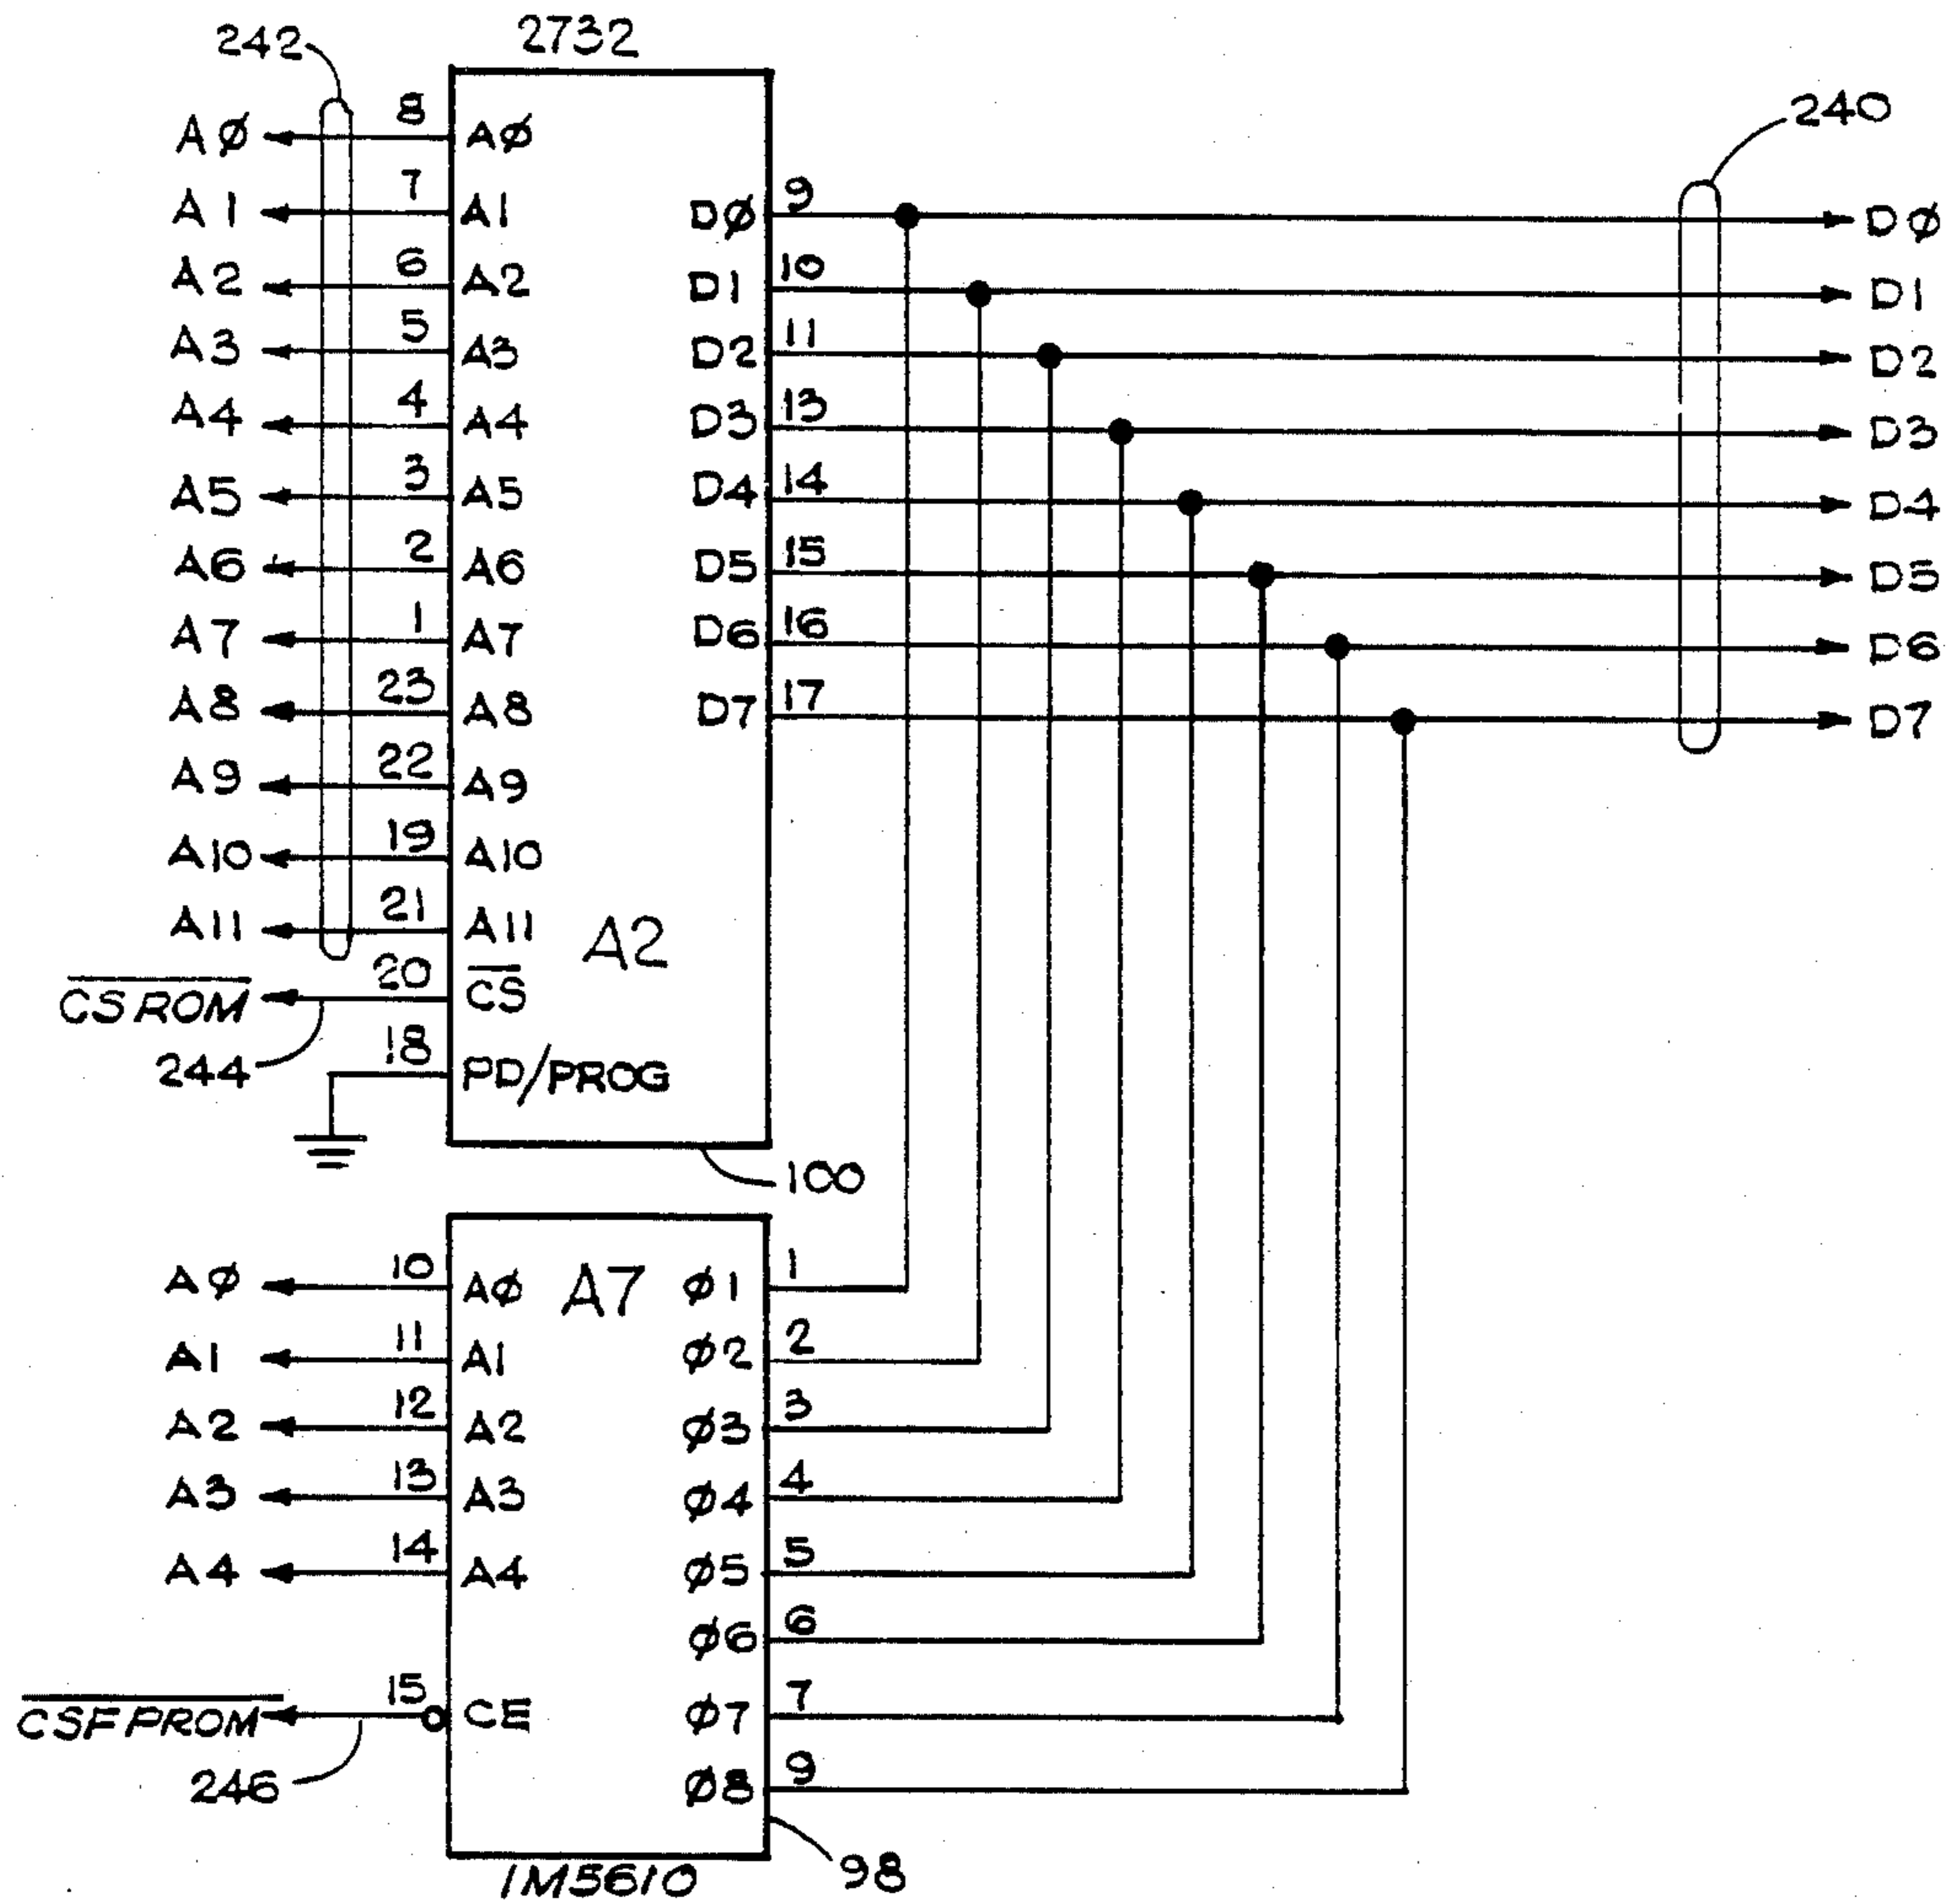 2732
242
240
AØ 8 AØ
A1 7 A1 DØ 9 DØ
A2 6 A2 D1 10 D1
A3 5 A3 D2 11 D2
A4 4 A4 D3 13 D3
A5 3 A5 D4 14 D4
A6 2 A6 D5 15 D5
A7 1 A7 D6 16 D6
A8 23 A8 D7 17 D7
A9 22 A9
A10 19 A10
A11 21 A11 A2
CSROM 20 CS
244 18 PD/PROG
100
AØ 10 AØ A7 Ø1 1
A1 11 A1 Ø2 2
A2 12 A2 Ø3 3
A3 13 A3 Ø4 4
A4 14 A4 Ø5 5
Ø6 6
CSFPROM 15 CE Ø7 7
246 Ø8 9
IM5610 98